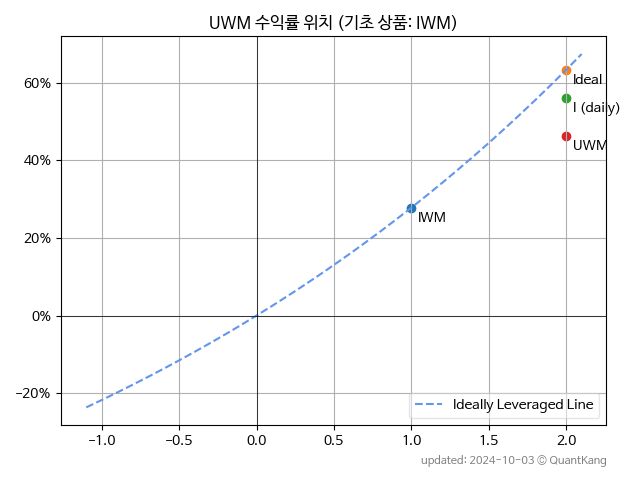 UWM 수익률 위치 (기초 상품: IWM)
60%
40%
20%
0%
−20%
Ideal
I (daily)
UWM
IWM
Ideally Leveraged Line
−1.0 −0.5 0.0 0.5 1.0 1.5 2.0
updated: 2024-10-03 © QuantKang